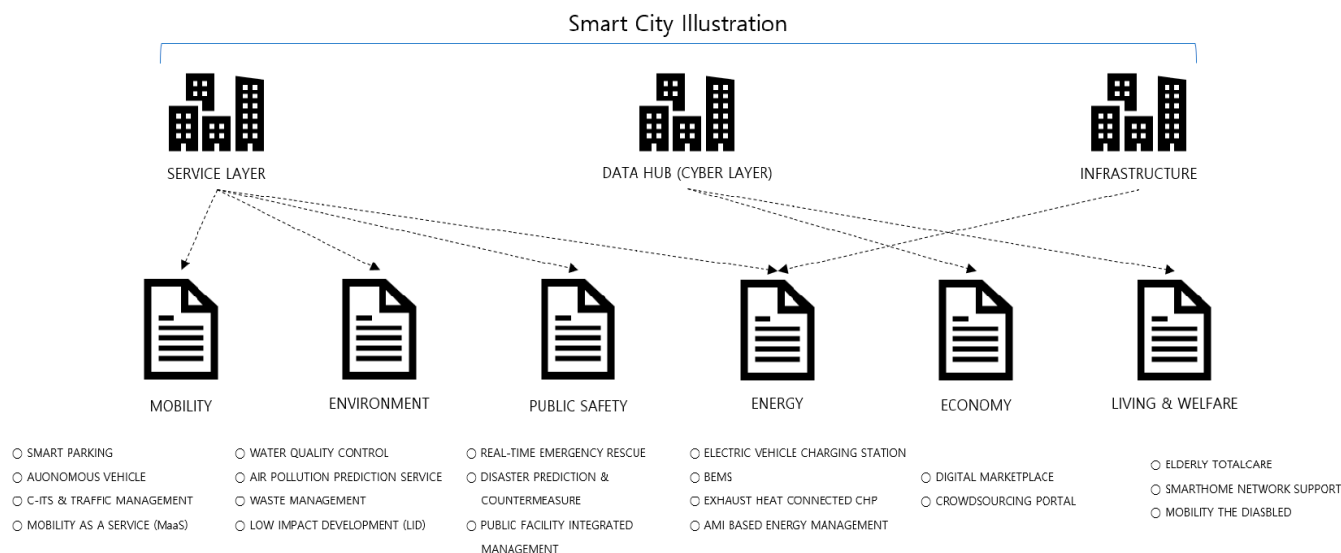 Smart City Illustration
SERVICE LAYER
DATA HUB (CYBER LAYER)
INFRASTRUCTURE
MOBILITY
ENVIRONMENT
PUBLIC SAFETY
ENERGY
ECONOMY
LIVING & WELFARE
○ SMART PARKING
○ AUONOMOUS VEHICLE
○ C-ITS & TRAFFIC MANAGEMENT
○ MOBILITY AS A SERVICE (MaaS)
○ WATER QUALITY CONTROL
○ AIR POLLUTION PREDICTION SERVICE
○ WASTE MANAGEMENT
○ LOW IMPACT DEVELOPMENT (LID)
○ REAL-TIME EMERGENCY RESCUE
○ DISASTER PREDICTION &
COUNTERMEASURE
○ PUBLIC FACILITY INTEGRATED
MANAGEMENT
○ ELECTRIC VEHICLE CHARGING STATION
○ BEMS
○ EXHAUST HEAT CONNECTED CHP
○ AMI BASED ENERGY MANAGEMENT
○ DIGITAL MARKETPLACE
○ CROWDSOURCING PORTAL
○ ELDERLY TOTALCARE
○ SMARTHOME NETWORK SUPPORT
○ MOBILITY THE DIASBLED